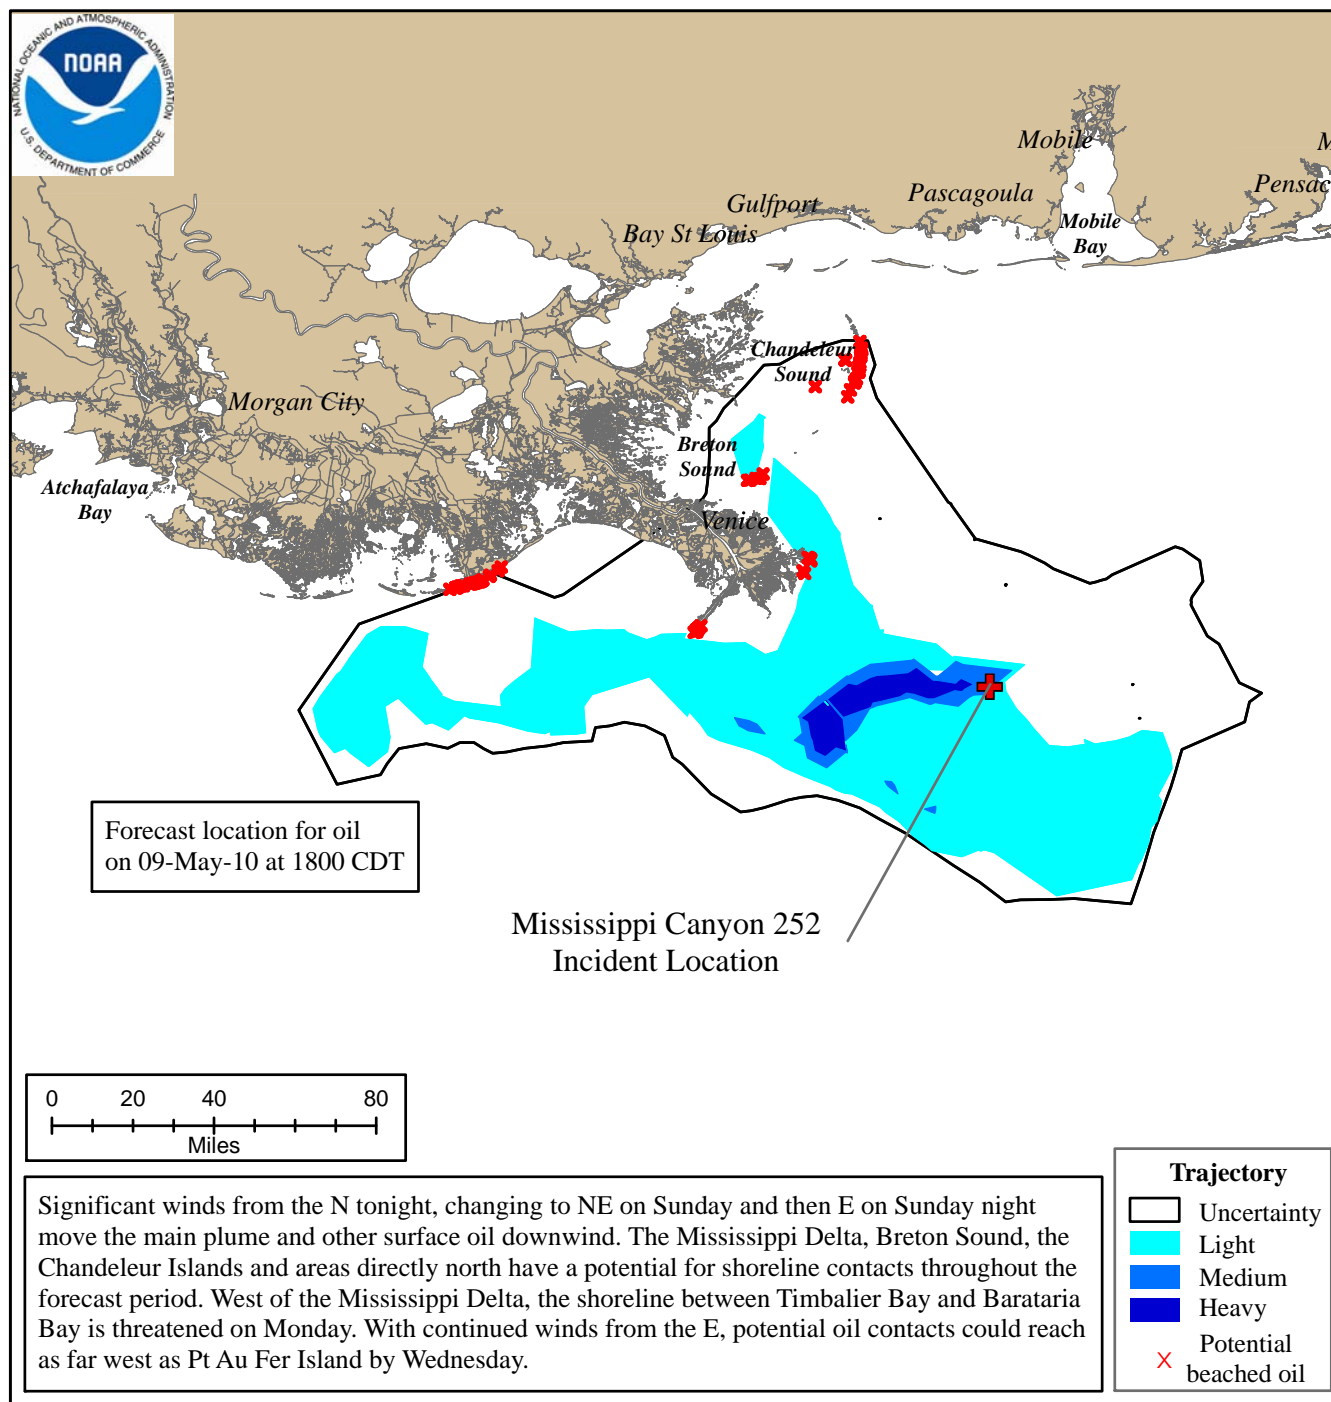 NATIONAL OCEANIC AND ATMOSPHERIC ADMINISTRATION
NOAA
U.S. DEPARTMENT OF COMMERCE
Mobile
M
Pensac
Pascagoula
Gulfport
Mobile
Bay
Bay St Louis
Chandeleur
Sound
Morgan City
Breton
Sound
Atchafalaya
Bay
Venice
Forecast location for oil
on 09-May-10 at 1800 CDT
Mississippi Canyon 252
Incident Location
0 20 40 80
Miles
Significant winds from the N tonight, changing to NE on Sunday and then E on Sunday night
move the main plume and other surface oil downwind. The Mississippi Delta, Breton Sound, the
Chandeleur Islands and areas directly north have a potential for shoreline contacts throughout the
forecast period. West of the Mississippi Delta, the shoreline between Timbalier Bay and Barataria
Bay is threatened on Monday. With continued winds from the E, potential oil contacts could reach
as far west as Pt Au Fer Island by Wednesday.
Trajectory
Uncertainty
Light
Medium
Heavy
X Potential
beached oil